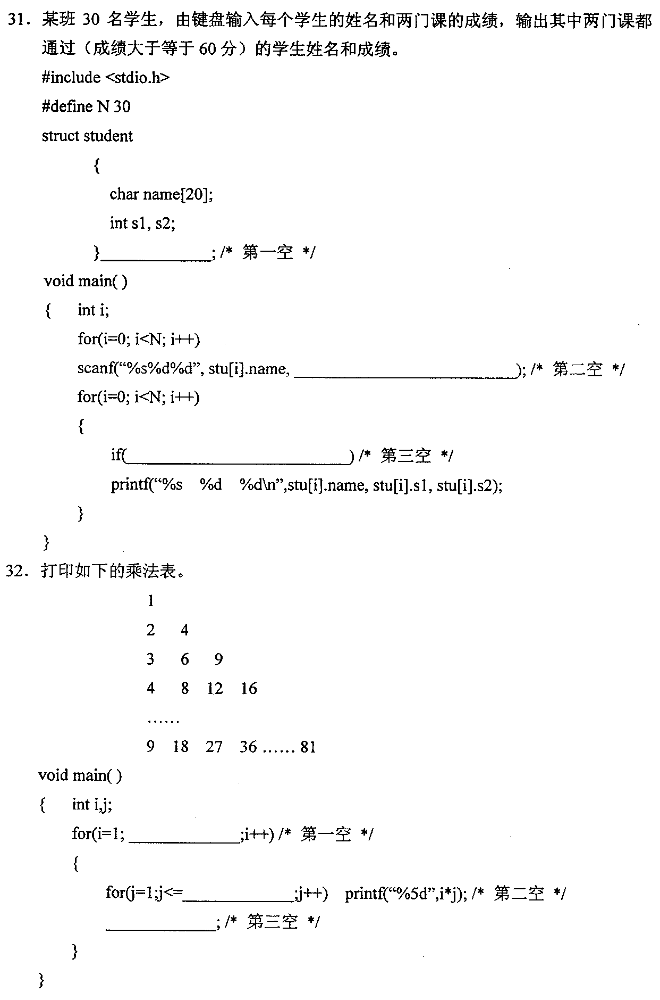 31. 某班 30 名学生，由键盘输入每个学生的姓名和两门课的成绩，输出其中两门课都
通过（成绩大于等于 60 分）的学生姓名和成绩。
#include <stdio.h>
#define N 30
struct student
{
char name[20];
int s1, s2;
}_____________; /* 第一空 */
void main( )
{ int i;
for(i=0; i<N; i++)
scanf(“%s%d%d”, stu[i].name, __________________________); /* 第二空 */
for(i=0; i<N; i++)
{
if(__________________________) /* 第三空 */
printf(“%s %d %d\n”,stu[i].name, stu[i].s1, stu[i].s2);
}
}
32. 打印如下的乘法表。
1
2 4
3 6 9
4 8 12 16
……
9 18 27 36 …… 81
void main( )
{ int i,j;
for(i=1; _____________;i++) /* 第一空 */
{
for(j=1;j<=_____________;j++) printf(“%5d”,i*j); /* 第二空 */
_____________; /* 第三空 */
}
}